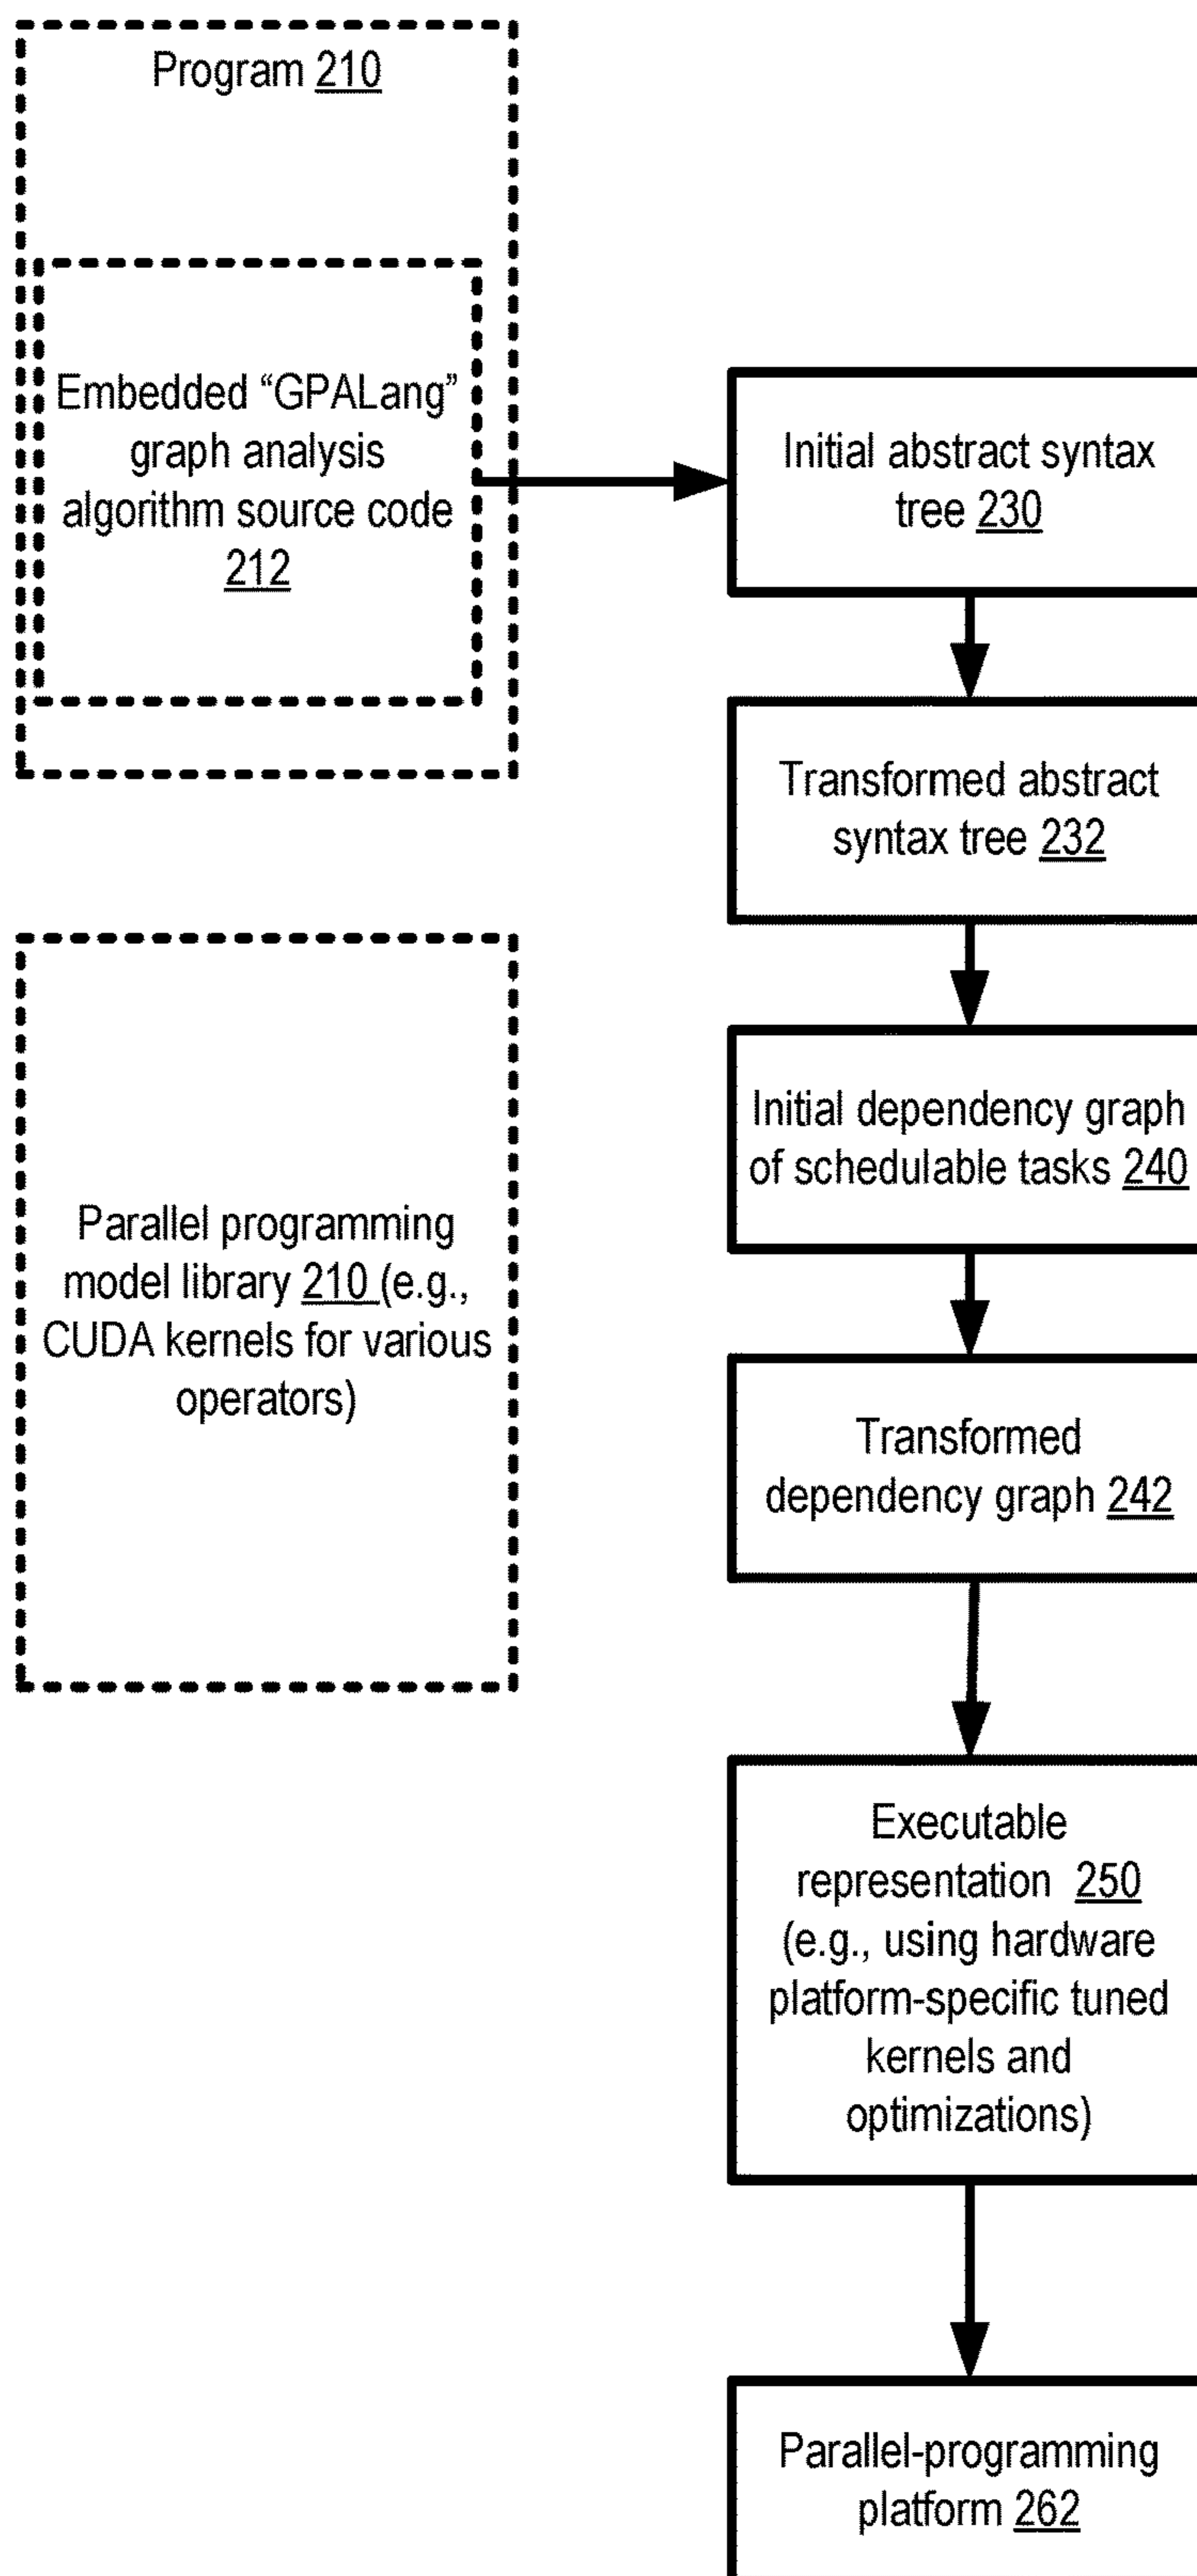 Program 210
Embedded “GPALang”
graph analysis
algorithm source code
212
Initial abstract syntax
tree 230
Transformed abstract
syntax tree 232
Initial dependency graph
of schedulable tasks 240
Parallel programming
model library 210 (e.g.,
CUDA kernels for various
operators)
Transformed
dependency graph 242
Executable
representation 250
(e.g., using hardware
platform-specific tuned
kernels and
optimizations)
Parallel-programming
platform 262